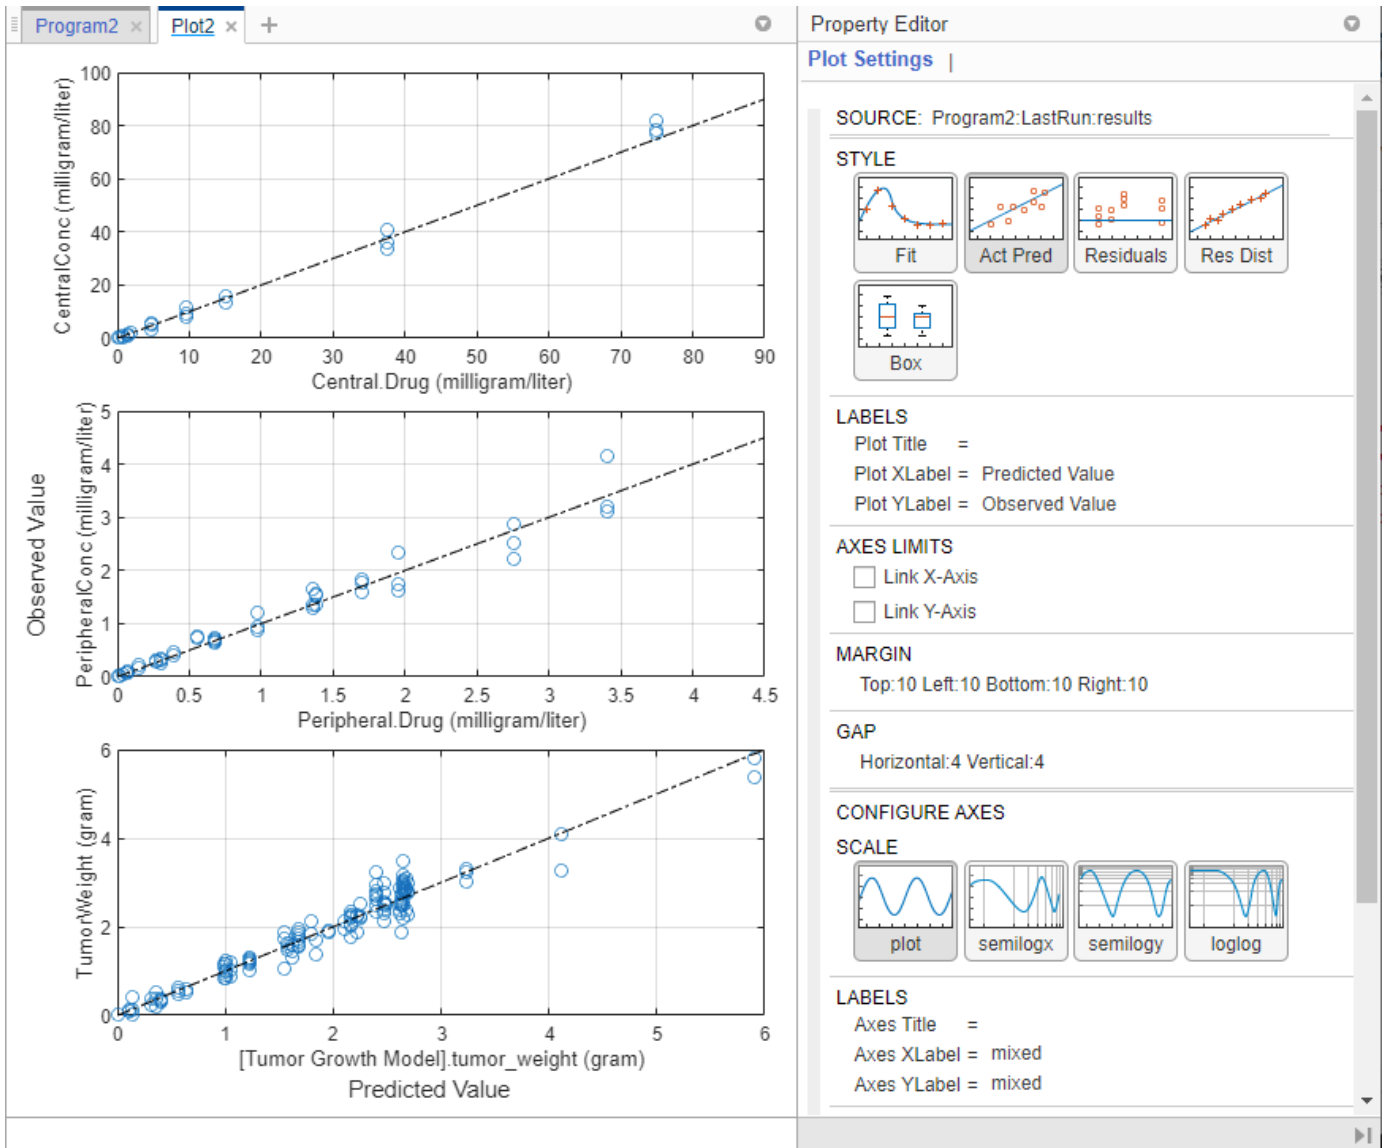 Program2 × Plot2 × +
Property Editor
Plot Settings |
100
80
60
40
20
0
CentralConc (milligram/liter)
0 10 20 30 40 50 60 70 80 90
Central.Drug (milligram/liter)
Observed Value
5
4
3
2
1
0
PeripheralConc (milligram/liter)
0 0.5 1 1.5 2 2.5 3 3.5 4 4.5
Peripheral.Drug (milligram/liter)
6
4
2
0
TumorWeight (gram)
0 1 2 3 4 5 6
[Tumor Growth Model].tumor_weight (gram)
Predicted Value
SOURCE: Program2:LastRun:results
STYLE
Fit Act Pred Residuals Res Dist
Box
LABELS
Plot Title =
Plot XLabel = Predicted Value
Plot YLabel = Observed Value
AXES LIMITS
Link X-Axis
Link Y-Axis
MARGIN
Top:10 Left:10 Bottom:10 Right:10
GAP
Horizontal:4 Vertical:4
CONFIGURE AXES
SCALE
plot semilogx semilogy loglog
LABELS
Axes Title =
Axes XLabel = mixed
Axes YLabel = mixed